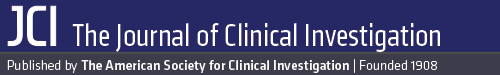 JCI The Journal of Clinical Investigation
Published by The American Society for Clinical Investigation | Founded 1908